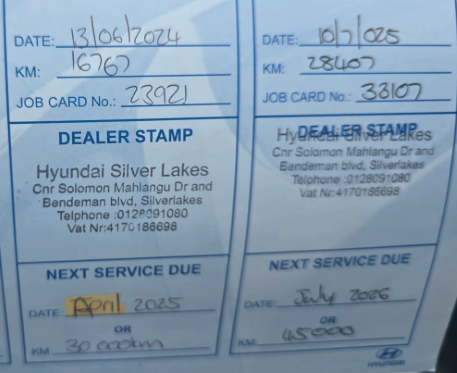 DATE: 13/06/2024
KM: 16767
JOB CARD No.: 23921
DEALER STAMP
Hyundai Silver Lakes
Cnr Solomon Mahlangu Dr and
Bendeman blvd, Silverlakes
Telphone :0128091080
Vat Nr:4170186698
NEXT SERVICE DUE
DATE: April 2025
OR
KM 30 000km
DATE: 10/7/025
KM: 28407
JOB CARD No.: 33107
DEALER STAMP
Hyundai Silver Lakes
Cnr Solomon Mahlangu Dr and
Bendeman blvd, Silverlakes
Telphone :0128091080
Vat Nr:4170186698
NEXT SERVICE DUE
DATE: July 2026
OR
KM 45000
HYUNDAI